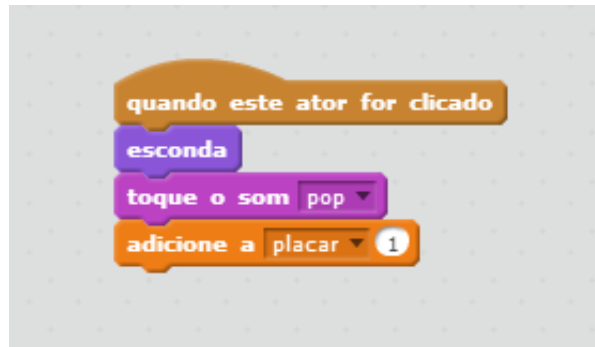 quando este ator for clicado
esconda
toque o som pop
adicione a placar 1